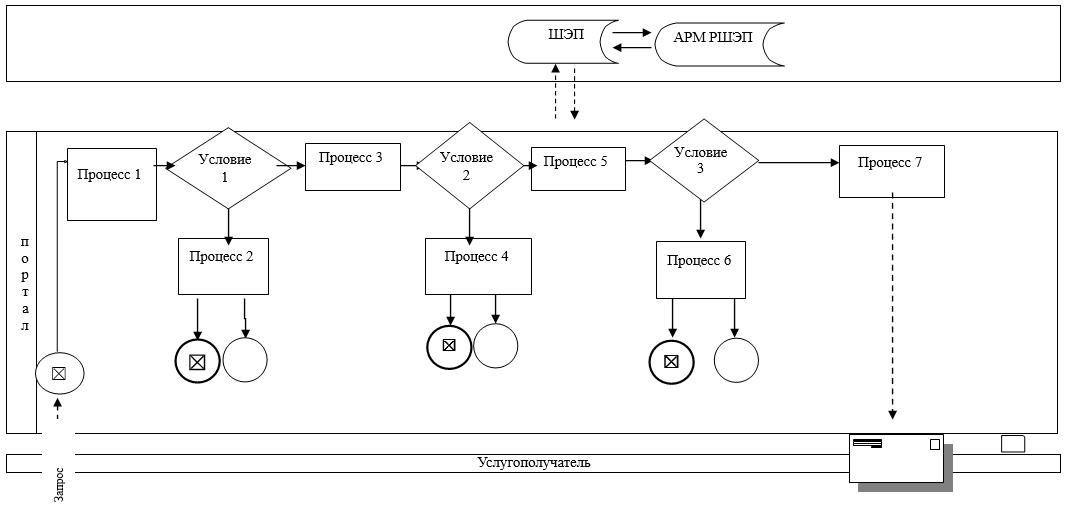 ШЭП
АРМ РШЭП
Процесс 1
Условие
1
Процесс 3
Условие
2
Процесс 5
Условие
3
Процесс 7
Процесс 2
Процесс 4
Процесс 6
портал
Запрос
Услугополучатель